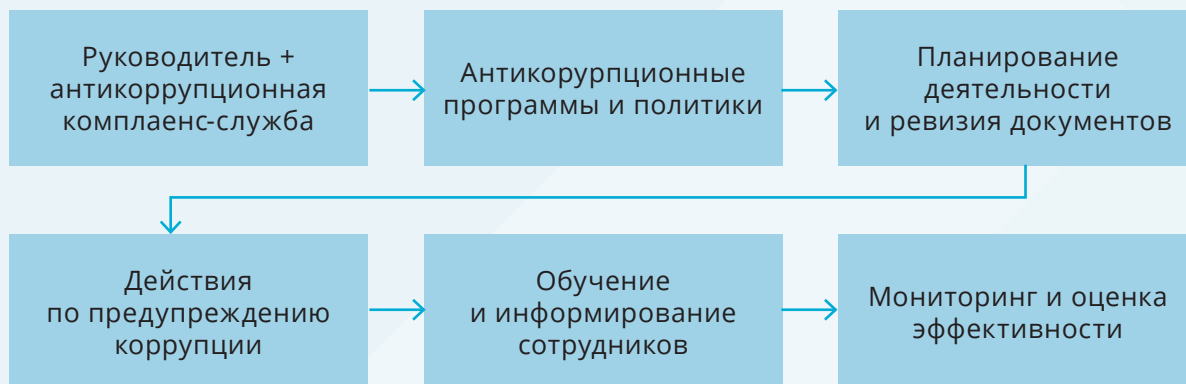 Руководитель +
антикоррупционная
комплаенс-служба
Антикорурпционные
программы и политики
Планирование
деятельности
и ревизия документов
Действия
по предупреждению
коррупции
Обучение
и информирование
сотрудников
Мониторинг и оценка
эффективности